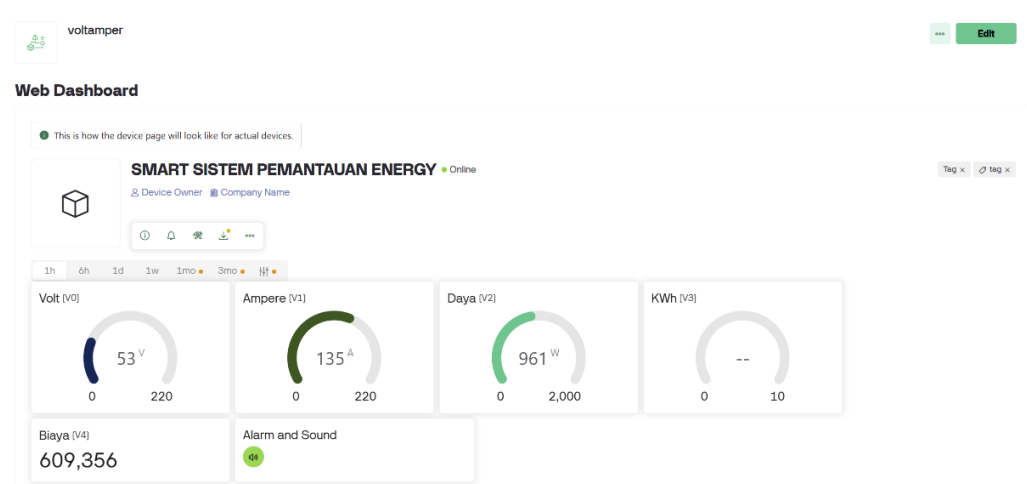 voltamper
Edit
Web Dashboard
This is how the device page will look like for actual devices.
SMART SISTEM PEMANTAUAN ENERGY Online
Tag × tag ×
Device Owner Company Name
1h 6h 1d 1w 1mo 3mo
Volt (V0)
53 V
0 220
Ampere (V1)
135 A
0 220
Daya (V2)
961 W
0 2,000
KWh (V3)
--
0 10
Biaya (V4)
609,356
Alarm and Sound